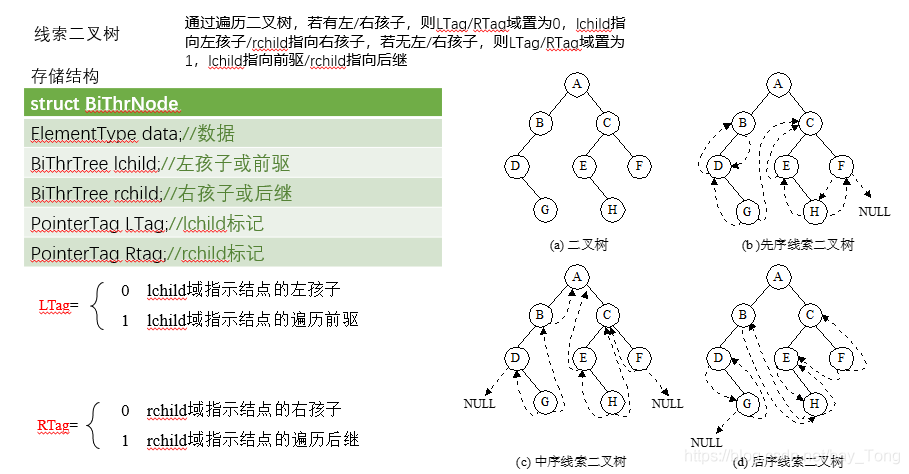 线索二叉树
通过遍历二叉树，若有左/右孩子，则LTag/RTag域置为0，lchild指
向左孩子/rchild指向右孩子，若无左/右孩子，则LTag/RTag域置为
1，lchild指向前驱/rchild指向后继
存储结构
struct BiThrNode
ElementType data;//数据
BiThrTree lchild;//左孩子或前驱
BiThrTree rchild;//右孩子或后继
PointerTag LTag;//lchild标记
PointerTag Rtag;//rchild标记
LTag=
0 lchild域指示结点的左孩子
1 lchild域指示结点的遍历前驱
RTag=
0 rchild域指示结点的右孩子
1 rchild域指示结点的遍历后继
A
B C
D E F
G H
(a) 二叉树
A
B C
D E F
G H NULL
(b )先序线索二叉树
A
B C
D E F
NULL G H NULL
(c) 中序线索二叉树
A
B C
D E F
G H
NULL
(d) 后序线索二叉树